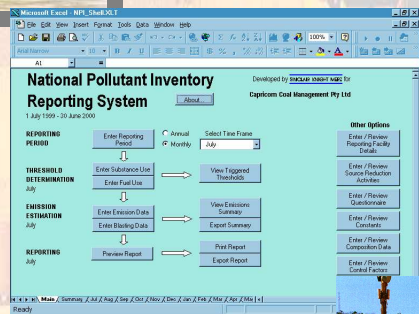 Microsoft Excel - NPI_Shell.XLT
File Edit View Insert Format Tools Data Window Help
100%
Arial Narrow 10 B I U
A1 =
National Pollutant Inventory
Reporting System
About...
Developed by SINCLAIR KNIGHT MERZ for
Capricorn Coal Management Pty Ltd
1 July 1999 - 30 June 2000
Other Options
REPORTING
PERIOD
Enter Reporting
Period
Annual
Monthly
Select Time Frame
July
Enter / Review
Reporting Facility
Details
THRESHOLD
DETERMINATION
July
Enter Substance Use
Enter Fuel Use
View Triggered
Thresholds
Enter / Review
Source Reduction
Activities
EMISSION
ESTIMATION
July
Enter Emission Data
Enter Blasting Data
View Emissions
Summary
Export Summary
Enter / Review
Questionnaire
Enter / Review
Constants
REPORTING
July
Preview Report
Print Report
Export Report
Enter / Review
Composition Data
Enter / Review
Control Factors
Main / Summary / Jul / Aug / Sep / Oct / Nov / Dec / Jan / Feb / Mar / Apr / Ma
Ready